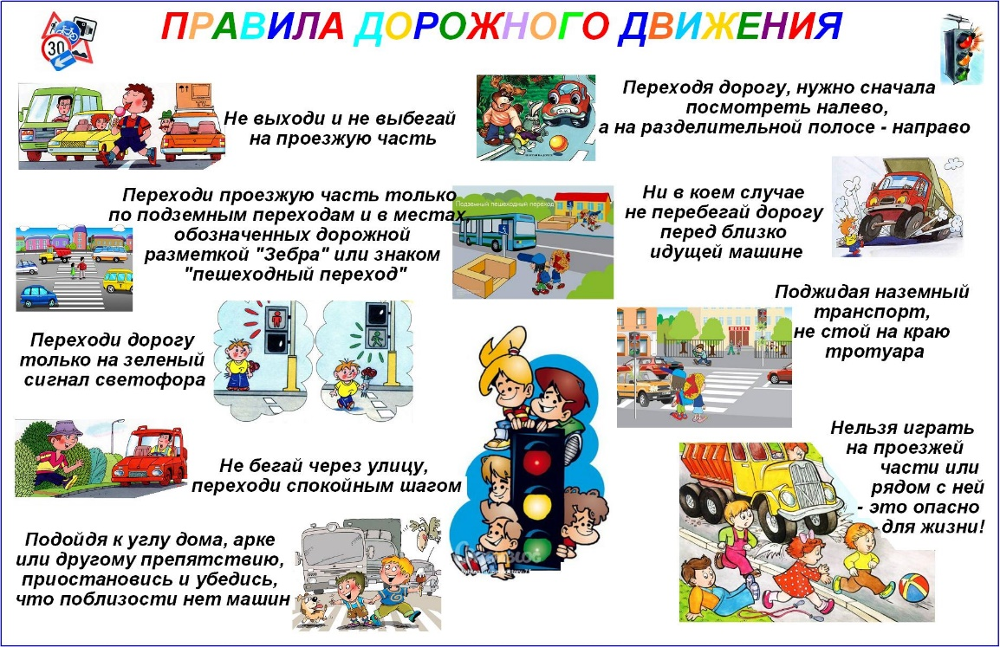 ПРАВИЛА ДОРОЖНОГО ДВИЖЕНИЯ
30
Не выходи и не выбегай
на проезжую часть
Переходи проезжую часть только
по подземным переходам и в местах
обозначенных дорожной
разметкой "Зебра" или знаком
"пешеходный переход"
Переходи дорогу
только на зеленый
сигнал светофора
Не бегай через улицу,
переходи спокойным шагом
Подойдя к углу дома, арке
или другому препятствию,
приостановись и убедись,
что поблизости нет машин
Переходя дорогу, нужно сначала
посмотреть налево,
а на разделительной полосе - направо
Подземный пешеходный переход
Ни в коем случае
не перебегай дорогу
перед близко
идущей машине
Поджидая наземный
транспорт,
не стой на краю
тротуара
Нельзя играть
на проезжей
части или
рядом с ней
- это опасно
для жизни!